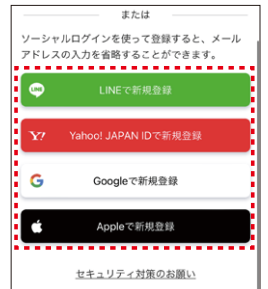 または
ソーシャルログインを使って登録すると、メール
アドレスの入力を省略することができます。
LINE LINEで新規登録
Y? Yahoo! JAPAN IDで新規登録
G Googleで新規登録
Appleで新規登録
セキュリティ対策のお願い